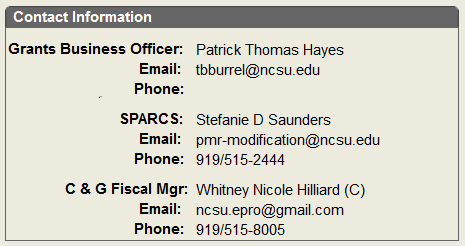 Contact Information
Grants Business Officer: Patrick Thomas Hayes
Email: tbburrel@ncsu.edu
Phone:
SPARCS: Stefanie D Saunders
Email: pmr-modification@ncsu.edu
Phone: 919/515-2444
C & G Fiscal Mgr: Whitney Nicole Hilliard (C)
Email: ncsu.epro@gmail.com
Phone: 919/515-8005